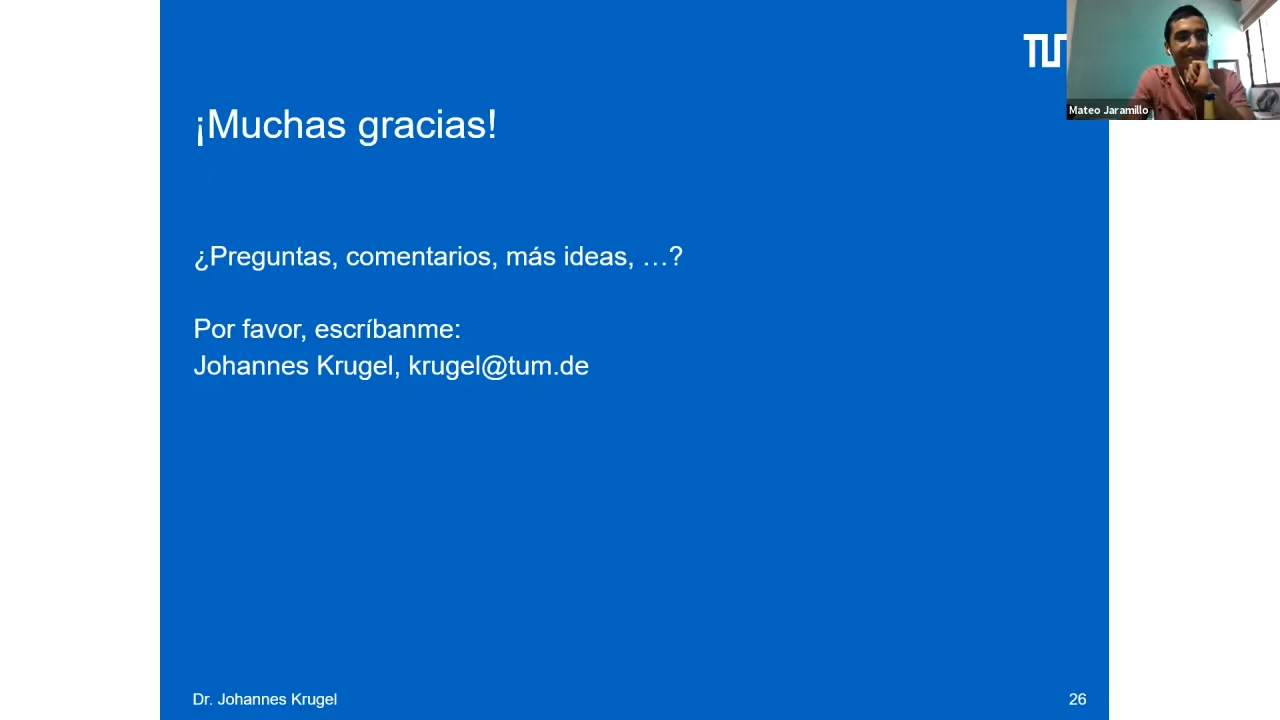 TU
Mateo Jaramillo
¡Muchas gracias!
¿Preguntas, comentarios, más ideas, …?
Por favor, escríbanme:
Johannes Krugel, krugel@tum.de
Dr. Johannes Krugel
26